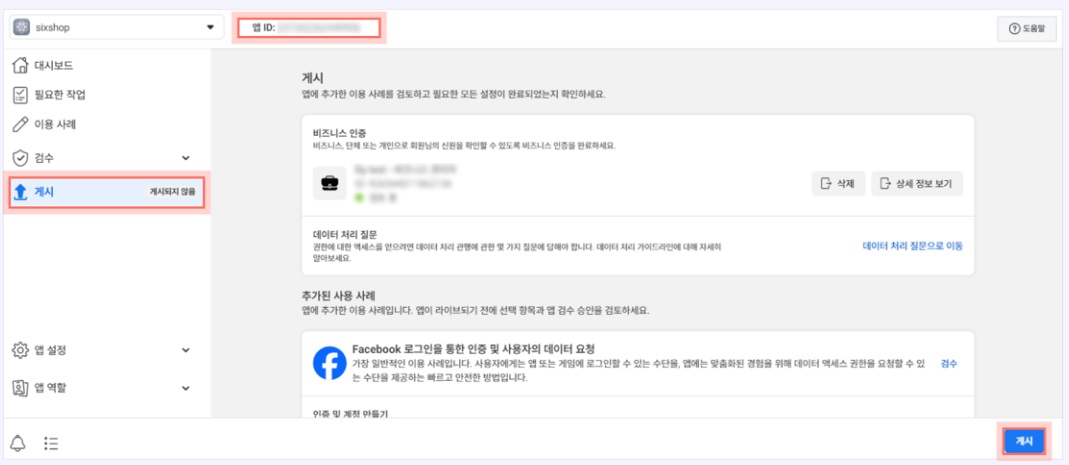 sixshop
앱 ID:
도움말
대시보드
필요한 작업
이용 사례
검수
게시 게시되지 않음
앱 설정
앱 역할
게시
앱에 추가한 이용 사례를 검토하고 필요한 모든 설정이 완료되었는지 확인하세요.
비즈니스 인증
비즈니스, 단체 또는 개인으로 회원님의 신원을 확인할 수 있도록 비즈니스 인증을 완료하세요.
삭제
상세 정보 보기
데이터 처리 질문
권한에 대한 액세스를 얻으려면 데이터 처리 관행에 관한 몇 가지 질문에 답해야 합니다. 데이터 처리 가이드라인에 대해 자세히
알아보세요.
데이터 처리 질문으로 이동
추가된 사용 사례
앱에 추가한 이용 사례입니다. 앱이 라이브되기 전에 선택 항목과 앱 검수 승인을 검토하세요.
Facebook 로그인을 통한 인증 및 사용자의 데이터 요청
가장 일반적인 이용 사례입니다. 사용자에게는 앱 또는 게임에 로그인할 수 있는 수단을, 앱에는 맞춤화된 경험을 위해 데이터 액세스 권한을 요청할 수 있
는 수단을 제공하는 빠르고 안전한 방법입니다.
검수
인증 및 계정 만들기
게시